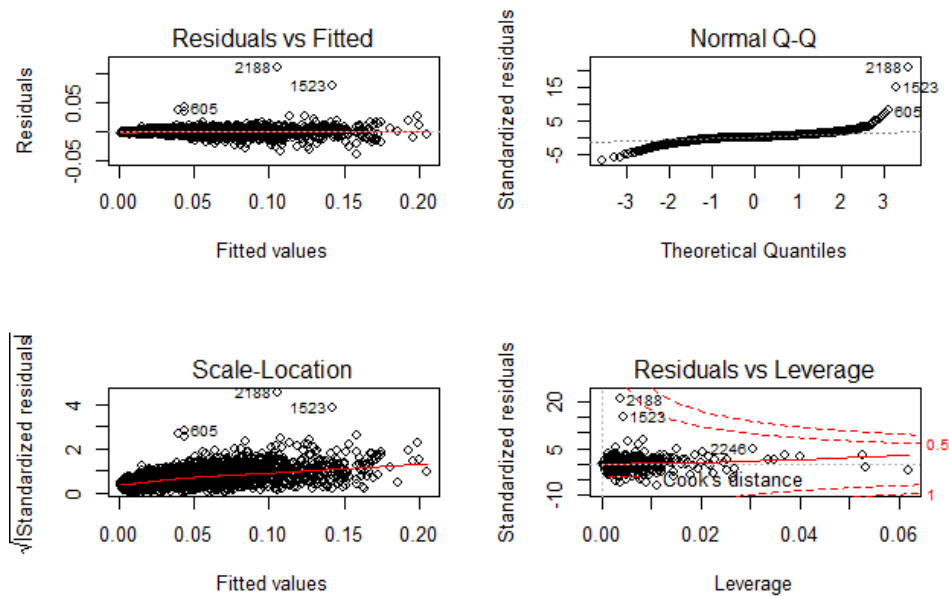 Residuals vs Fitted
Residuals
0.05
-0.05
2188
1523
605
0.00 0.05 0.10 0.15 0.20
Fitted values
Normal Q-Q
Standardized residuals
15
5
-5
2188
1523
605
-3 -2 -1 0 1 2 3
Theoretical Quantiles
Scale-Location
√|Standardized residuals|
4
2
0
2188
1523
605
0.00 0.05 0.10 0.15 0.20
Fitted values
Residuals vs Leverage
Standardized residuals
20
5
-10
2188
1523
2246
Cook's distance
0.5
1
0.00 0.02 0.04 0.06
Leverage